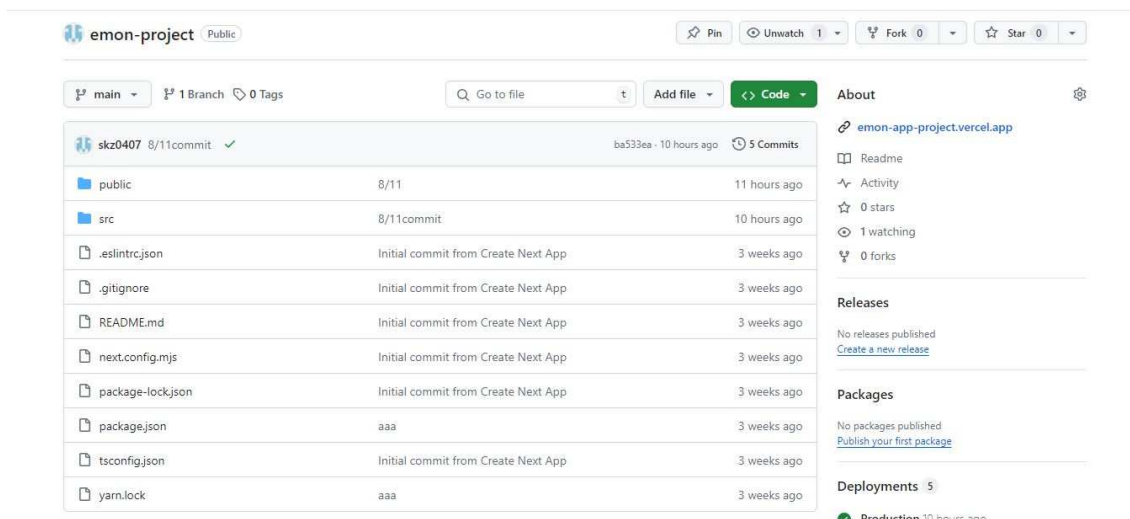 emon-project Public
Pin Unwatch 1 Fork 0 Star 0
main 1 Branch 0 Tags Go to file t Add file Code
skz0407 8/11commit ba533ea · 10 hours ago 5 Commits
public 8/11 11 hours ago
src 8/11commit 10 hours ago
.eslintrc.json Initial commit from Create Next App 3 weeks ago
.gitignore Initial commit from Create Next App 3 weeks ago
README.md Initial commit from Create Next App 3 weeks ago
next.config.mjs Initial commit from Create Next App 3 weeks ago
package-lock.json Initial commit from Create Next App 3 weeks ago
package.json aaa 3 weeks ago
tsconfig.json Initial commit from Create Next App 3 weeks ago
yarn.lock aaa 3 weeks ago
About
emon-app-project.vercel.app
Readme
Activity
0 stars
1 watching
0 forks
Releases
No releases published
Create a new release
Packages
No packages published
Publish your first package
Deployments 5
Production 10 hours ago